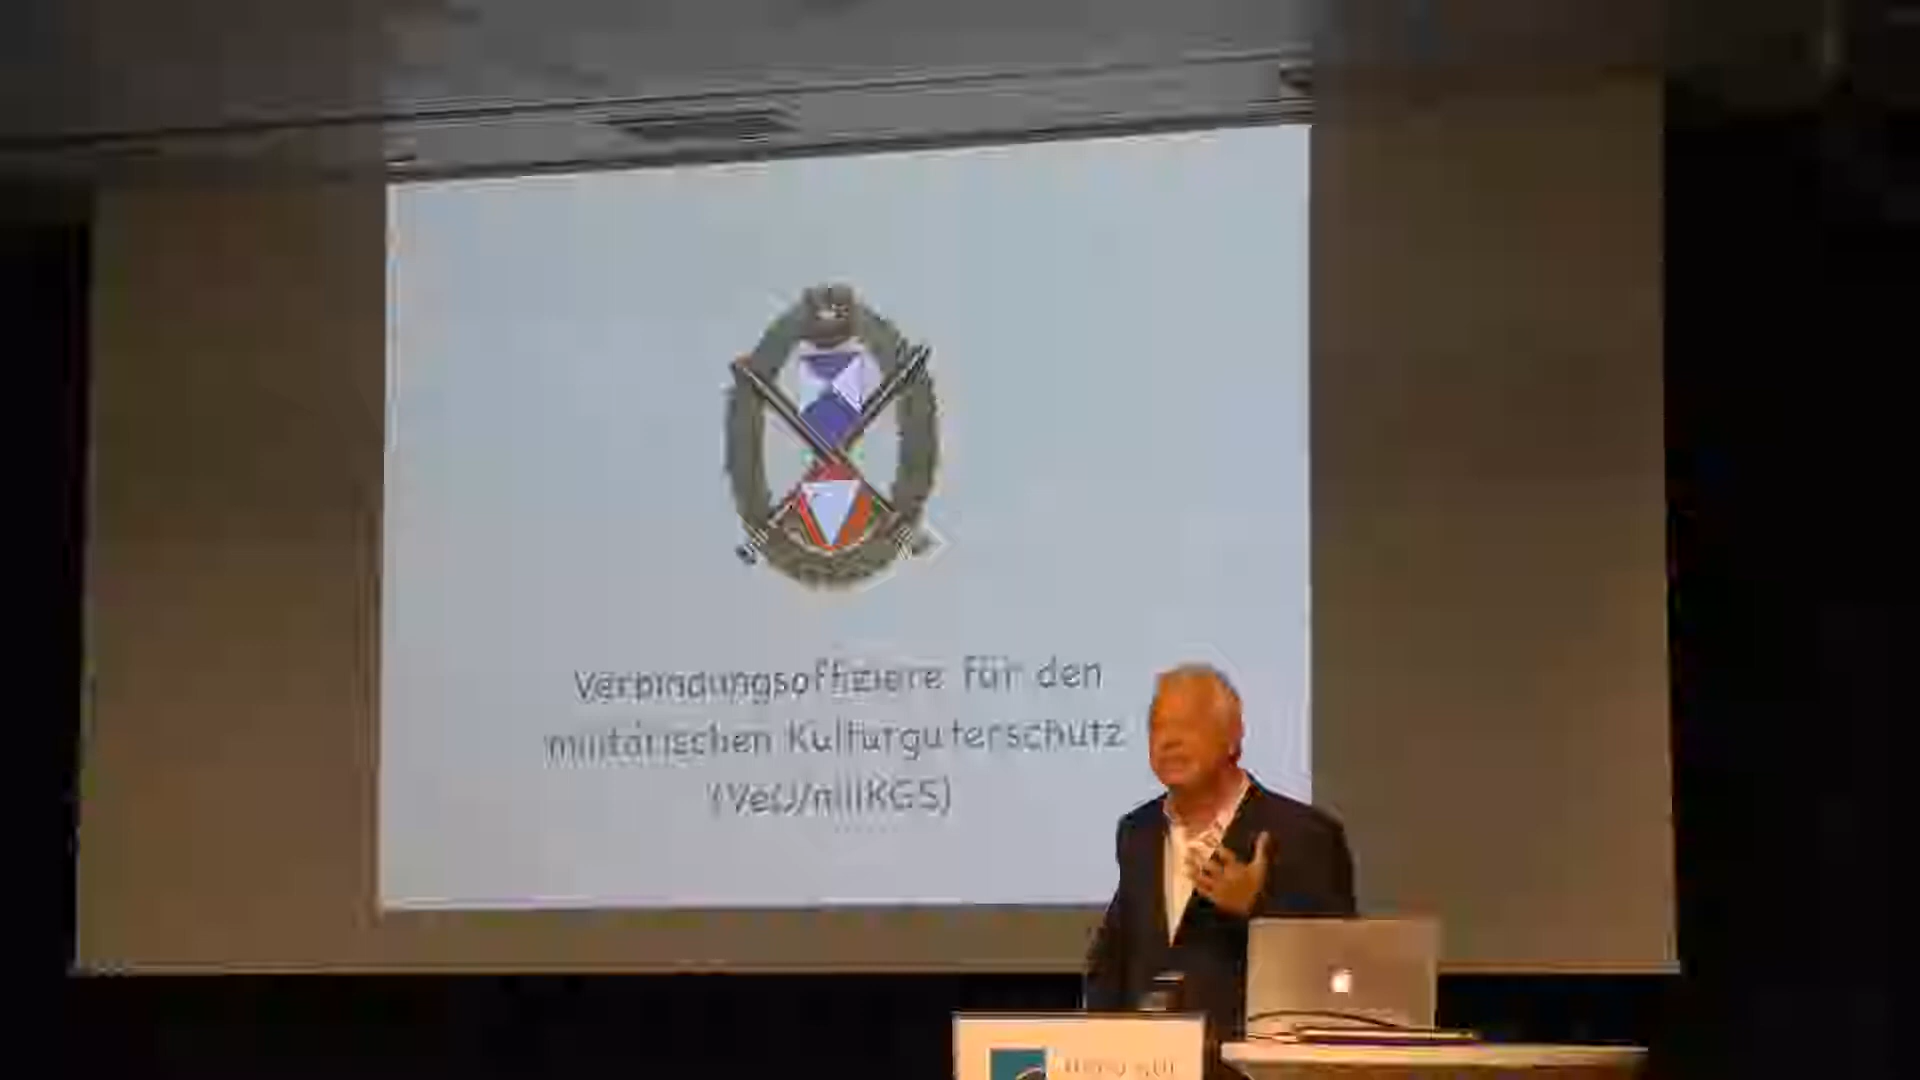 Verbindungsoffiziere für den
militärischen Kulturgüterschutz
(VeO/milKGS)